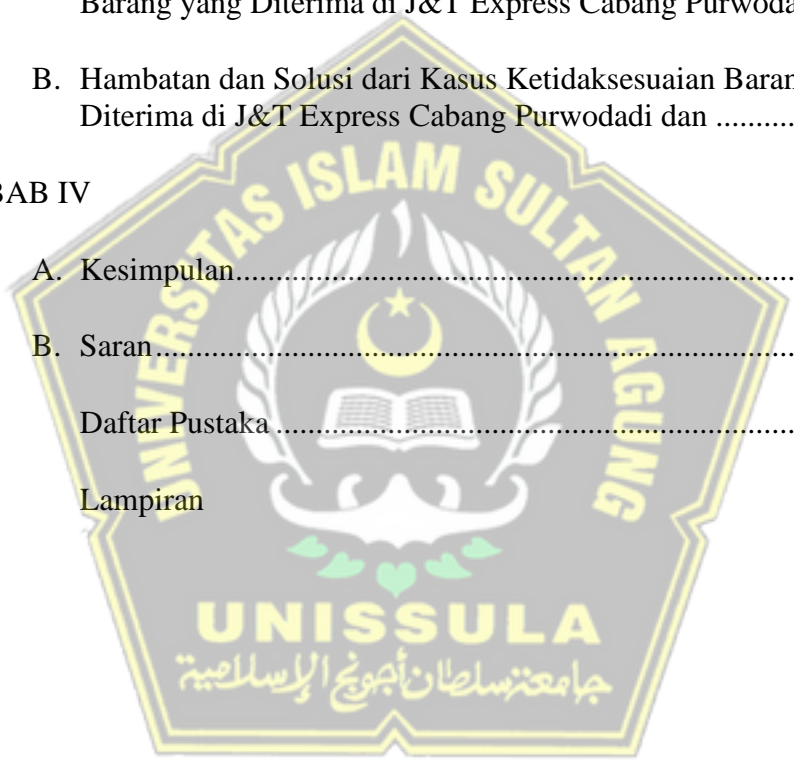 Barang yang Diterima di J&T Express Cabang Purwoda
B. Hambatan dan Solusi dari Kasus Ketidaksesuaian Baran
Diterima di J&T Express Cabang Purwodadi dan ..........
BAB IV
A. Kesimpulan......................................................................
B. Saran................................................................................
Daftar Pustaka..........................................................
Lampiran
UNIVERSITAS ISLAM SULTAN AGUNG
UNISSULA
جامعة سلطان أجونج الإسلامية